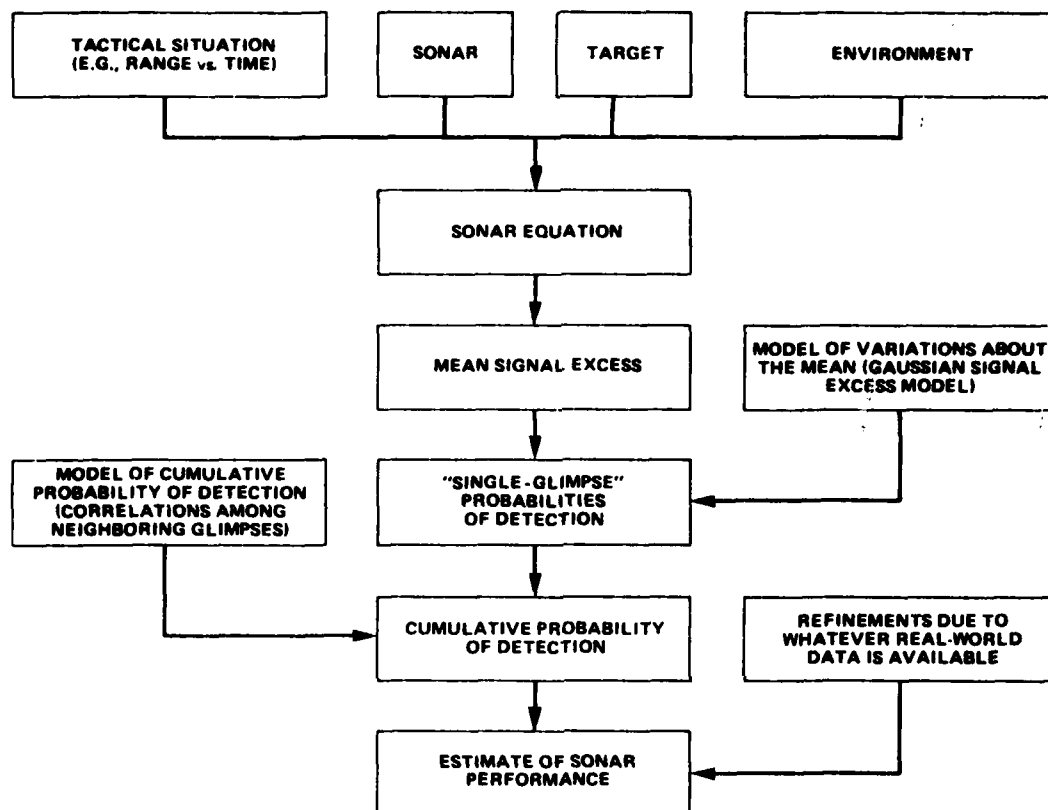 TACTICAL SITUATION
(E.G., RANGE vs. TIME)
SONAR
TARGET
ENVIRONMENT
SONAR EQUATION
MEAN SIGNAL EXCESS
MODEL OF VARIATIONS ABOUT
THE MEAN (GAUSSIAN SIGNAL
EXCESS MODEL)
MODEL OF CUMULATIVE
PROBABILITY OF DETECTION
(CORRELATIONS AMONG
NEIGHBORING GLIMPSES)
"SINGLE-GLIMPSE"
PROBABILITIES
OF DETECTION
CUMULATIVE PROBABILITY
OF DETECTION
REFINEMENTS DUE TO
WHATEVER REAL-WORLD
DATA IS AVAILABLE
ESTIMATE OF SONAR
PERFORMANCE